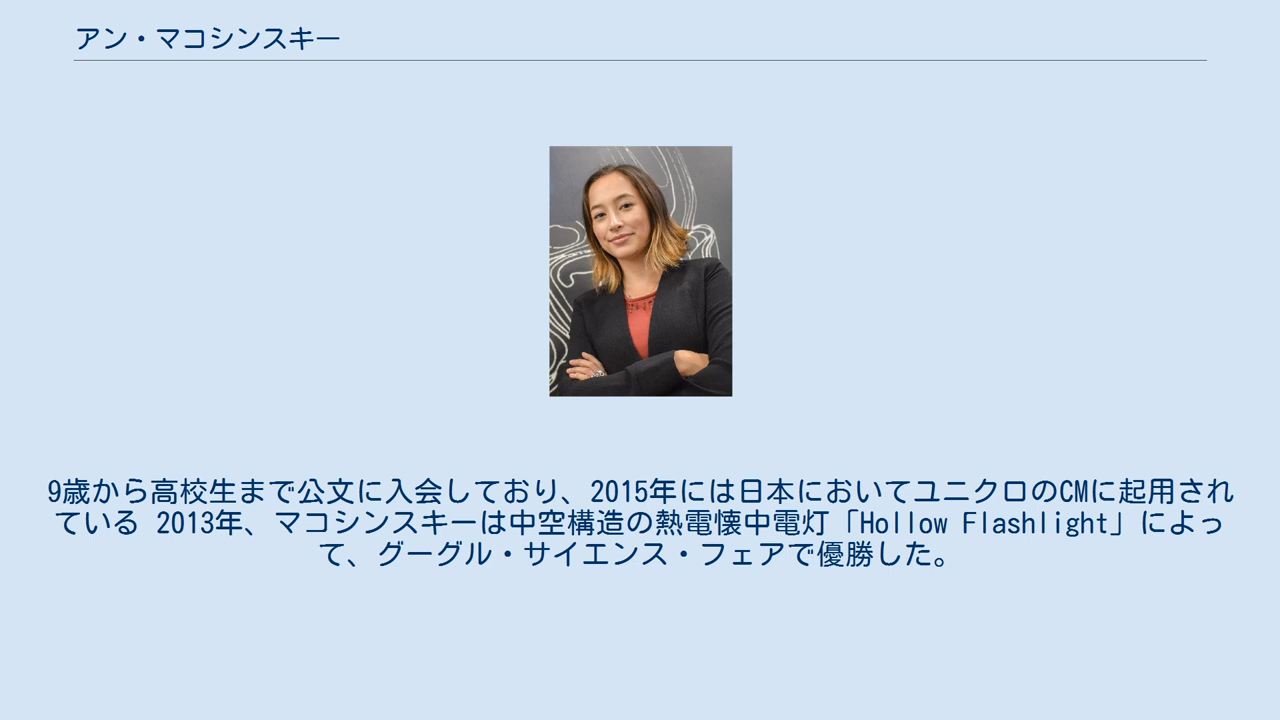 アン・マコシンスキー
9歳から高校生まで公文に入会しており、2015年には日本においてユニクロのCMに起用され
ている 2013年、マコシンスキーは中空構造の熱電懐中電灯「Hollow Flashlight」によっ
て、グーグル・サイエンス・フェアで優勝した。